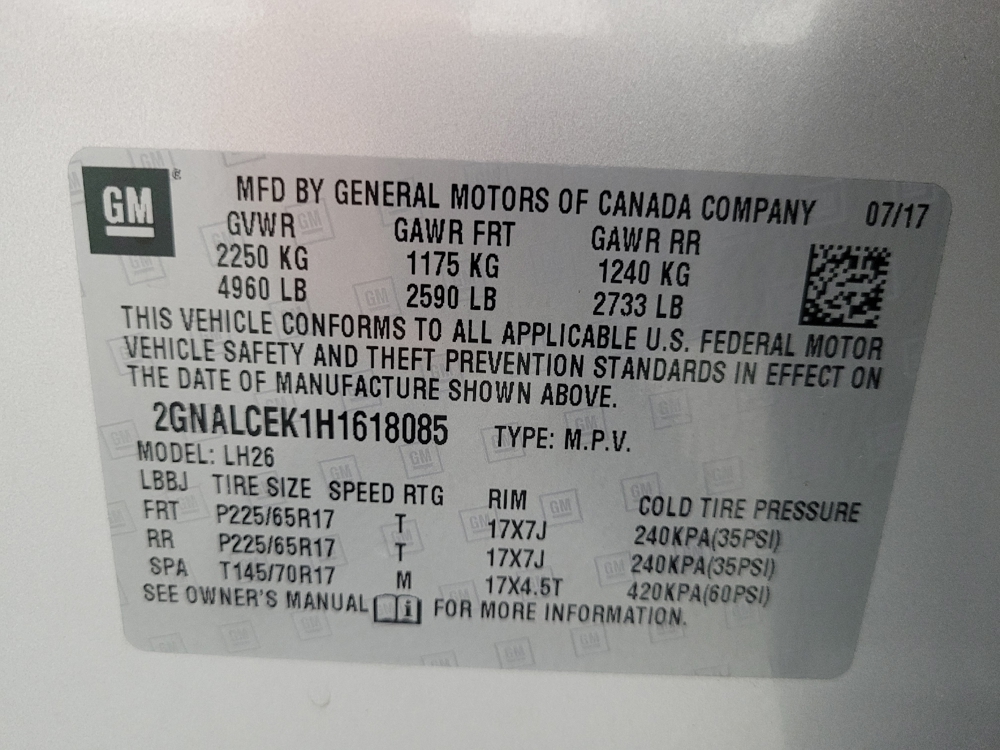 GM
MFD BY GENERAL MOTORS OF CANADA COMPANY 07/17
GVWR GAWR FRT GAWR RR
2250 KG 1175 KG 1240 KG
4960 LB 2590 LB 2733 LB
THIS VEHICLE CONFORMS TO ALL APPLICABLE U.S. FEDERAL MOTOR
VEHICLE SAFETY AND THEFT PREVENTION STANDARDS IN EFFECT ON
THE DATE OF MANUFACTURE SHOWN ABOVE.
2GNALCEK1H1618085 TYPE: M.P.V.
MODEL: LH26
LBBJ TIRE SIZE SPEED RTG RIM COLD TIRE PRESSURE
FRT P225/65R17 T 17X7J 240KPA(35PSI)
RR P225/65R17 T 17X7J 240KPA(35PSI)
SPA T145/70R17 M 17X4.5T 420KPA(60PSI)
SEE OWNER'S MANUAL i FOR MORE INFORMATION.